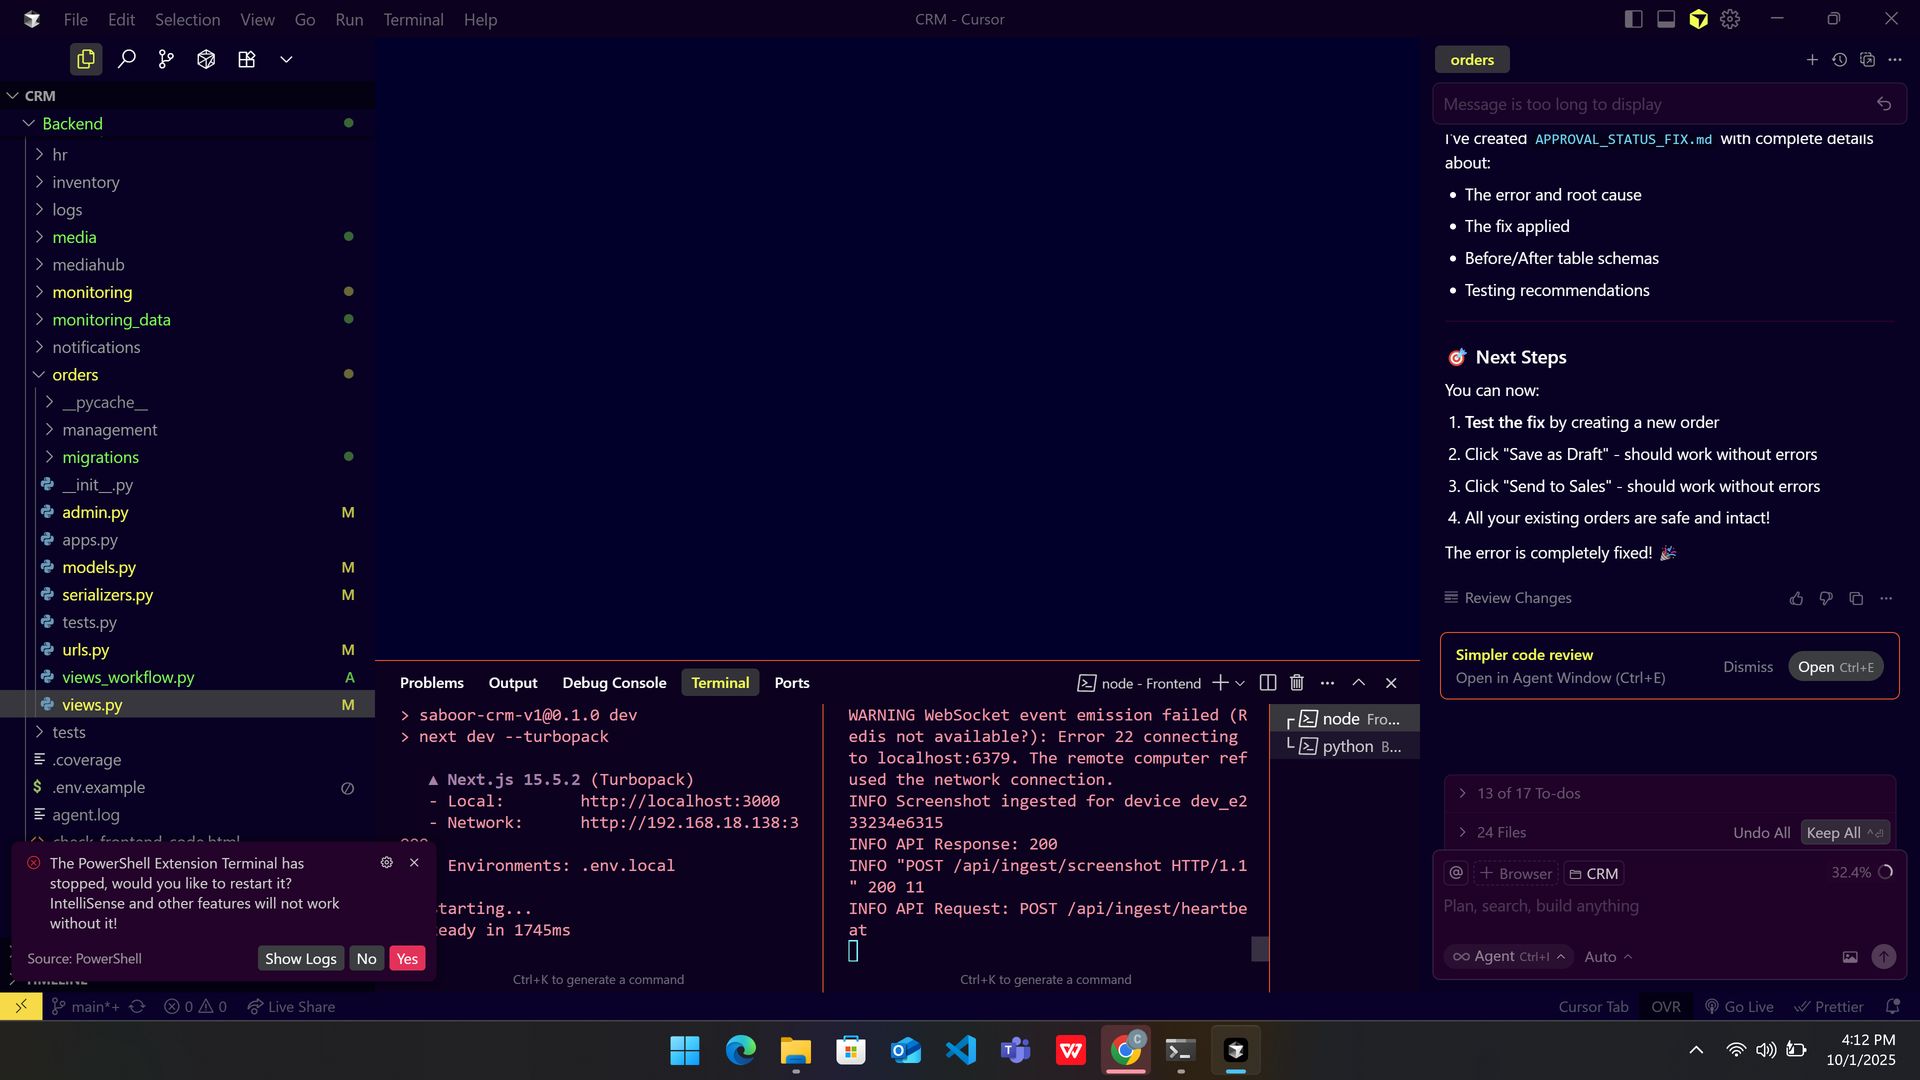 File Edit Selection View Go Run Terminal Help
CRM - Cursor
CRM
Backend
hr
inventory
logs
media
mediahub
monitoring
monitoring_data
notifications
orders
__pycache__
management
migrations
__init__.py
admin.py M
apps.py
models.py M
serializers.py M
tests.py
urls.py M
views_workflow.py A
views.py M
tests
.coverage
$ .env.example
agent.log
check_frontend_code.html
The PowerShell Extension Terminal has
stopped, would you like to restart it?
IntelliSense and other features will not work
without it!
Source: PowerShell
Show Logs No Yes
TIMELINE
Problems Output Debug Console Terminal Ports
node - Frontend
> saboor-crm-v1@0.1.0 dev
> next dev --turbopack
▲ Next.js 15.5.2 (Turbopack)
- Local: http://localhost:3000
- Network: http://192.168.18.138:3
000
Environments: .env.local
tarting...
eady in 1745ms
Ctrl+K to generate a command
WARNING WebSocket event emission failed (R
edis not available?): Error 22 connecting
to localhost:6379. The remote computer ref
used the network connection.
INFO Screenshot ingested for device dev_e2
33234e6315
INFO API Response: 200
INFO "POST /api/ingest/screenshot HTTP/1.1
" 200 11
INFO API Request: POST /api/ingest/heartbe
at
Ctrl+K to generate a command
node Fro...
python B...
orders
Message is too long to display
I've created APPROVAL_STATUS_FIX.md with complete details
about:
• The error and root cause
• The fix applied
• Before/After table schemas
• Testing recommendations
🎯 Next Steps
You can now:
1. Test the fix by creating a new order
2. Click "Save as Draft" - should work without errors
3. Click "Send to Sales" - should work without errors
4. All your existing orders are safe and intact!
The error is completely fixed! 🎉
Review Changes
Simpler code review
Open in Agent Window (Ctrl+E)
Dismiss Open Ctrl+E
13 of 17 To-dos
24 Files Undo All Keep All
@ + Browser CRM 32.4%
Plan, search, build anything
∞ Agent Ctrl+I Auto
main*+ 0 0 Live Share
Cursor Tab OVR Go Live Prettier
4:12 PM
10/1/2025